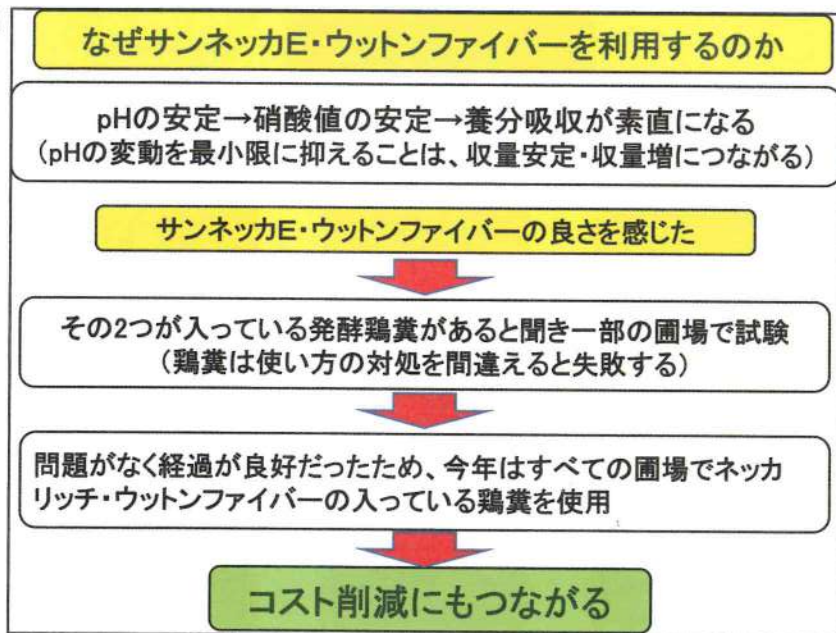 なぜサンネッカE・ウットンファイバーを利用するのか
pHの安定→硝酸値の安定→養分吸収が素直になる
（pHの変動を最小限に抑えることは、収量安定・収量増につながる）
サンネッカE・ウットンファイバーの良さを感じた
その2つが入っている発酵鶏糞があると聞き一部の圃場で試験
（鶏糞は使い方の対処を間違えると失敗する）
問題がなく経過が良好だったため、今年はすべての圃場でネッカ
リッチ・ウットンファイバーの入っている鶏糞を使用
コスト削減にもつながる